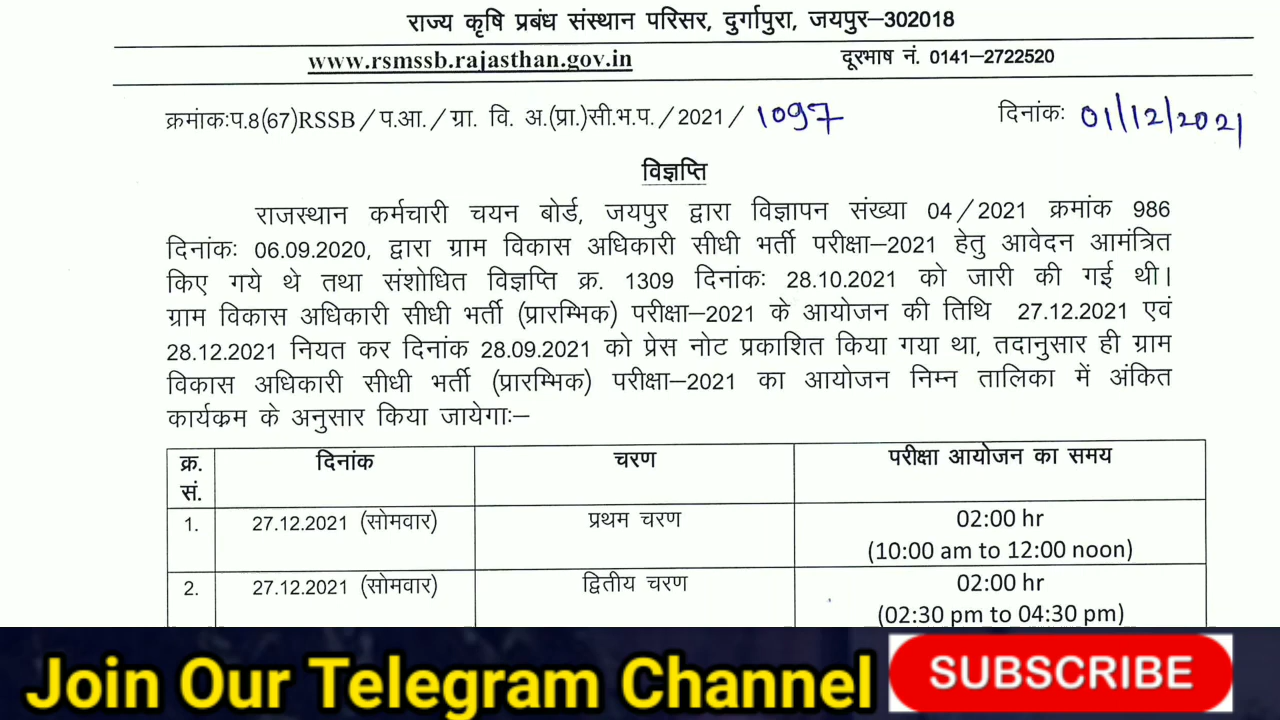 राज्य कृषि प्रबंध संस्थान परिसर, दुर्गापुरा, जयपुर–302018
www.rsmssb.rajasthan.gov.in दूरभाष नं. 0141–2722520
क्रमांकःप.8(67)RSSB / प.आ. / ग्रा. वि. अ.(प्रा.)सी.भ.प. / 2021 / 1097 दिनांकः 01/12/2021
विज्ञप्ति
राजस्थान कर्मचारी चयन बोर्ड, जयपुर द्वारा विज्ञापन संख्या 04 / 2021 क्रमांक 986
दिनांकः 06.09.2020, द्वारा ग्राम विकास अधिकारी सीधी भर्ती परीक्षा–2021 हेतु आवेदन आमंत्रित
किए गये थे तथा संशोधित विज्ञप्ति क्र. 1309 दिनांकः 28.10.2021 को जारी की गई थी।
ग्राम विकास अधिकारी सीधी भर्ती (प्रारम्भिक) परीक्षा–2021 के आयोजन की तिथि 27.12.2021 एवं
28.12.2021 नियत कर दिनांक 28.09.2021 को प्रेस नोट प्रकाशित किया गया था, तदानुसार ही ग्राम
विकास अधिकारी सीधी भर्ती (प्रारम्भिक) परीक्षा–2021 का आयोजन निम्न तालिका में अंकित
कार्यक्रम के अनुसार किया जायेगाः–
क्र. सं. दिनांक चरण परीक्षा आयोजन का समय
1. 27.12.2021 (सोमवार) प्रथम चरण 02:00 hr
(10:00 am to 12:00 noon)
2. 27.12.2021 (सोमवार) द्वितीय चरण 02:00 hr
(02:30 pm to 04:30 pm)
Join Our Telegram Channel SUBSCRIBE